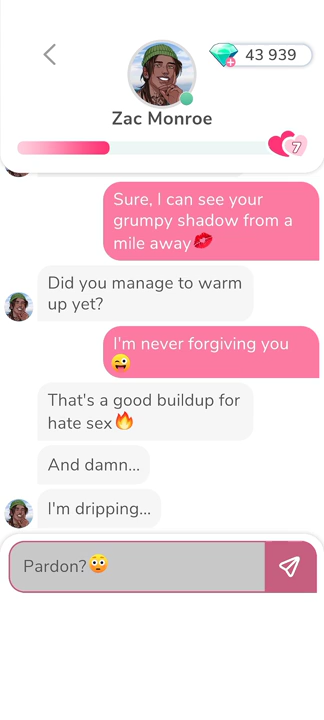 43 939
Zac Monroe
7
Sure, I can see your
grumpy shadow from a
mile away💋
Did you manage to warm
up yet?
I'm never forgiving you
😜
That's a good buildup for
hate sex🔥
And damn...
I'm dripping...
Pardon?😳